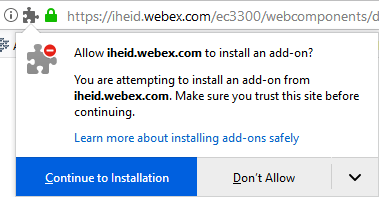 https://iheid.webex.com/ec3300/webcomponents/d
Allow iheid.webex.com to install an add-on?
You are attempting to install an add-on from
iheid.webex.com. Make sure you trust this site before
continuing.
Learn more about installing add-ons safely
Continue to Installation
Don't Allow